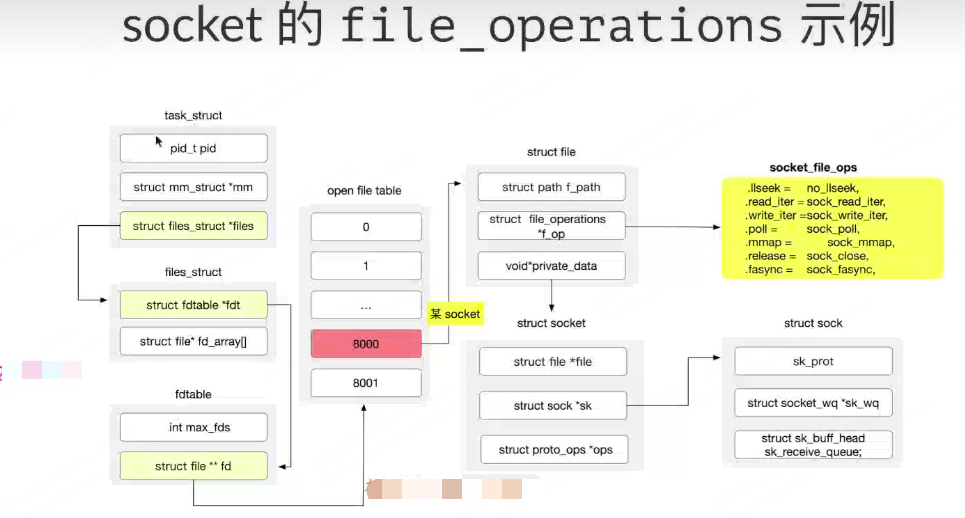 socket 的 file_operations 示例
task_struct
pid_t pid
struct mm_struct *mm
struct files_struct *files
files_struct
struct fdtable *fdt
struct file* fd_array[]
fdtable
int max_fds
struct file ** fd
open file table
0
1
...
8000
8001
某 socket
struct file
struct path f_path
struct file_operations
*f_op
void*private_data
struct socket
struct file *file
struct sock *sk
struct proto_ops *ops
socket_file_ops
.llseek = no_llseek,
.read_iter = sock_read_iter,
.write_iter =sock_write_iter,
.poll = sock_poll,
.mmap = sock_mmap,
.release = sock_close,
.fasync = sock_fasync,
struct sock
sk_prot
struct socket_wq *sk_wq
struct sk_buff_head
sk_receive_queue;